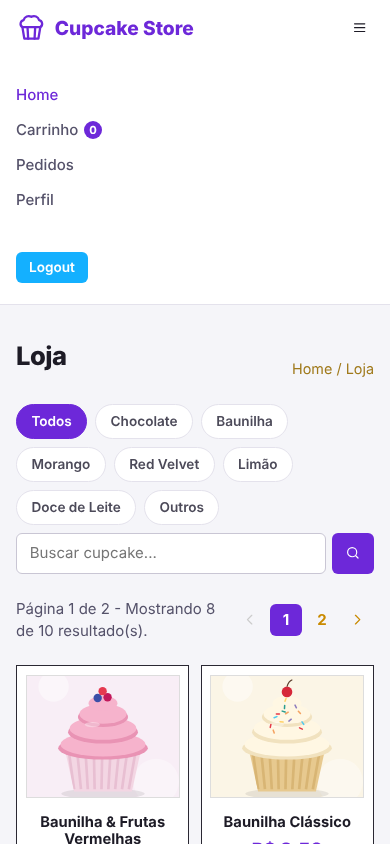 Cupcake Store
Home
Carrinho 0
Pedidos
Perfil
Logout
Loja
Home / Loja
Todos Chocolate Baunilha
Morango Red Velvet Limão
Doce de Leite Outros
Buscar cupcake...
Página 1 de 2 - Mostrando 8
de 10 resultado(s).
1 2
Baunilha & Frutas
Vermelhas
Baunilha Clássico